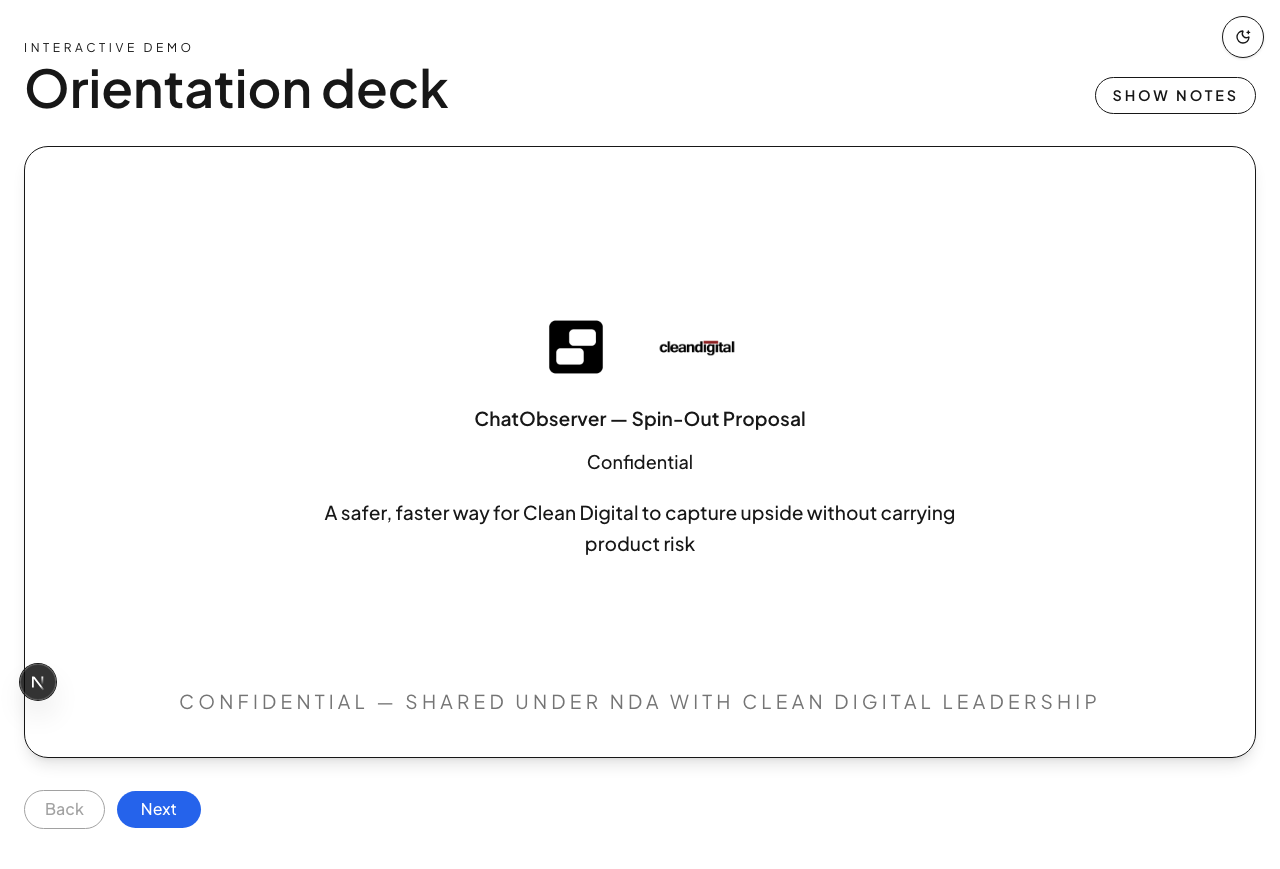 INTERACTIVE DEMO
Orientation deck
SHOW NOTES
cleandigital
ChatObserver — Spin-Out Proposal
Confidential
A safer, faster way for Clean Digital to capture upside without carrying
product risk
N
CONFIDENTIAL — SHARED UNDER NDA WITH CLEAN DIGITAL LEADERSHIP
Back
Next